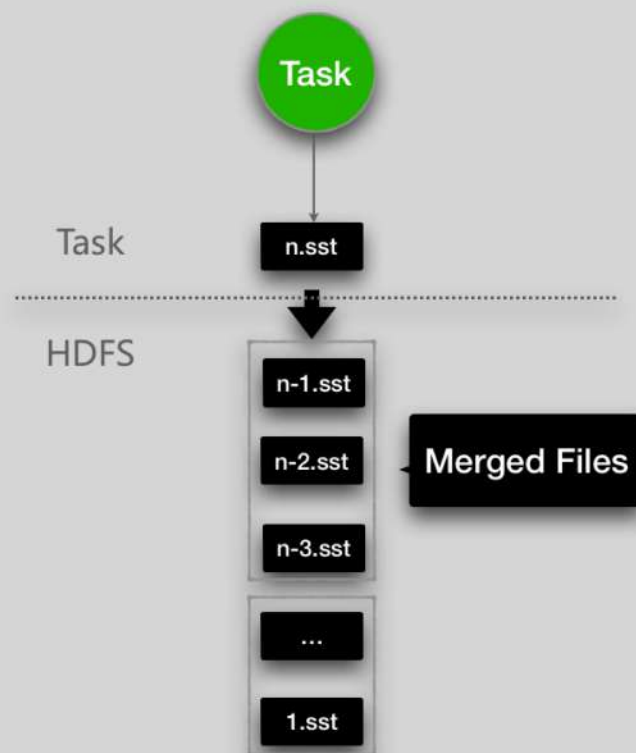 Task
Task
n.sst
HDFS
n-1.sst
n-2.sst
Merged Files
n-3.sst
...
1.sst